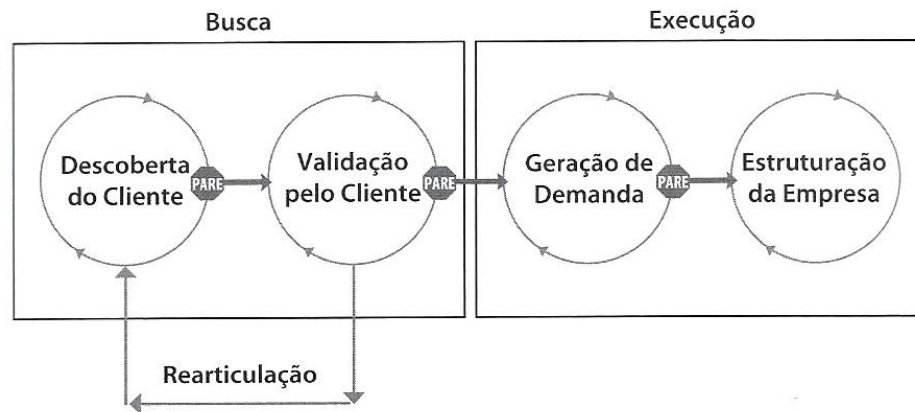 Busca
Execução
Descoberta
do Cliente
PARE
Validação
pelo Cliente
PARE
Geração de
Demanda
PARE
Estruturação
da Empresa
Rearticulação